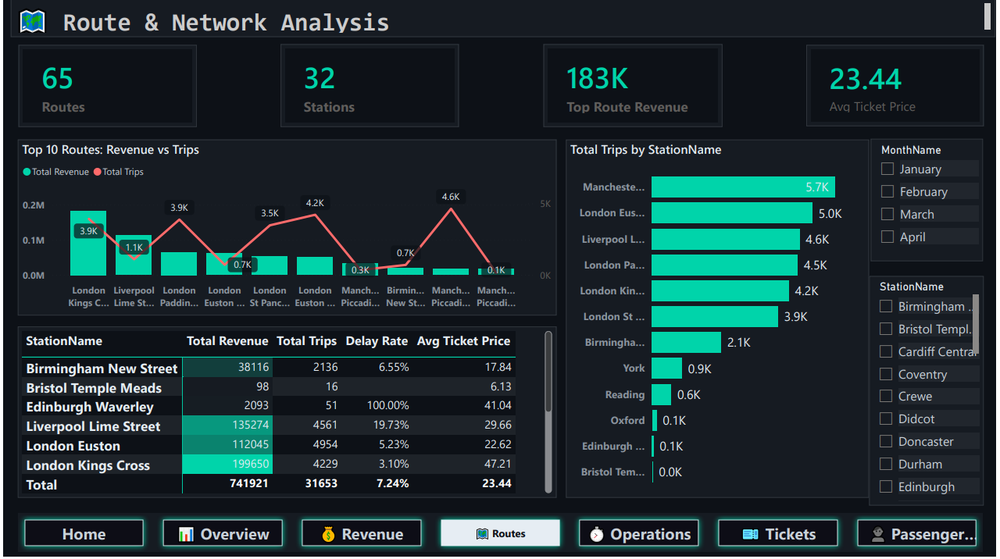 Route & Network Analysis
65
Routes
32
Stations
183K
Top Route Revenue
23.44
Avg Ticket Price
Top 10 Routes: Revenue vs Trips
Total Revenue Total Trips
0.2M
0.1M
0.0M
5K
0K
3.9K
1.1K
3.9K
0.7K
3.5K
4.2K
0.3K
0.7K
4.6K
0.1K
London Kings C...
Liverpool Lime St...
London Paddin...
London Euston ...
London St Panc...
London Euston ...
Manch... Piccadi...
Birmin... New St...
Manch... Piccadi...
Manch... Piccadi...
Total Trips by StationName
Mancheste... 5.7K
London Eus... 5.0K
Liverpool L... 4.6K
London Pa... 4.5K
London Kin... 4.2K
London St ... 3.9K
Birmingha... 2.1K
York 0.9K
Reading 0.6K
Oxford 0.1K
Edinburgh ... 0.1K
Bristol Tem... 0.0K
MonthName
January
February
March
April
StationName
Birmingham ..
Bristol Templ.
Cardiff Central
Coventry
Crewe
Didcot
Doncaster
Durham
Edinburgh
StationName Total Revenue Total Trips Delay Rate Avg Ticket Price
Birmingham New Street 38116 2136 6.55% 17.84
Bristol Temple Meads 98 16 6.13
Edinburgh Waverley 2093 51 100.00% 41.04
Liverpool Lime Street 135274 4561 19.73% 29.66
London Euston 112045 4954 5.23% 22.62
London Kings Cross 199650 4229 3.10% 47.21
Total 741921 31653 7.24% 23.44
Home
Overview
Revenue
Routes
Operations
Tickets
Passenger...